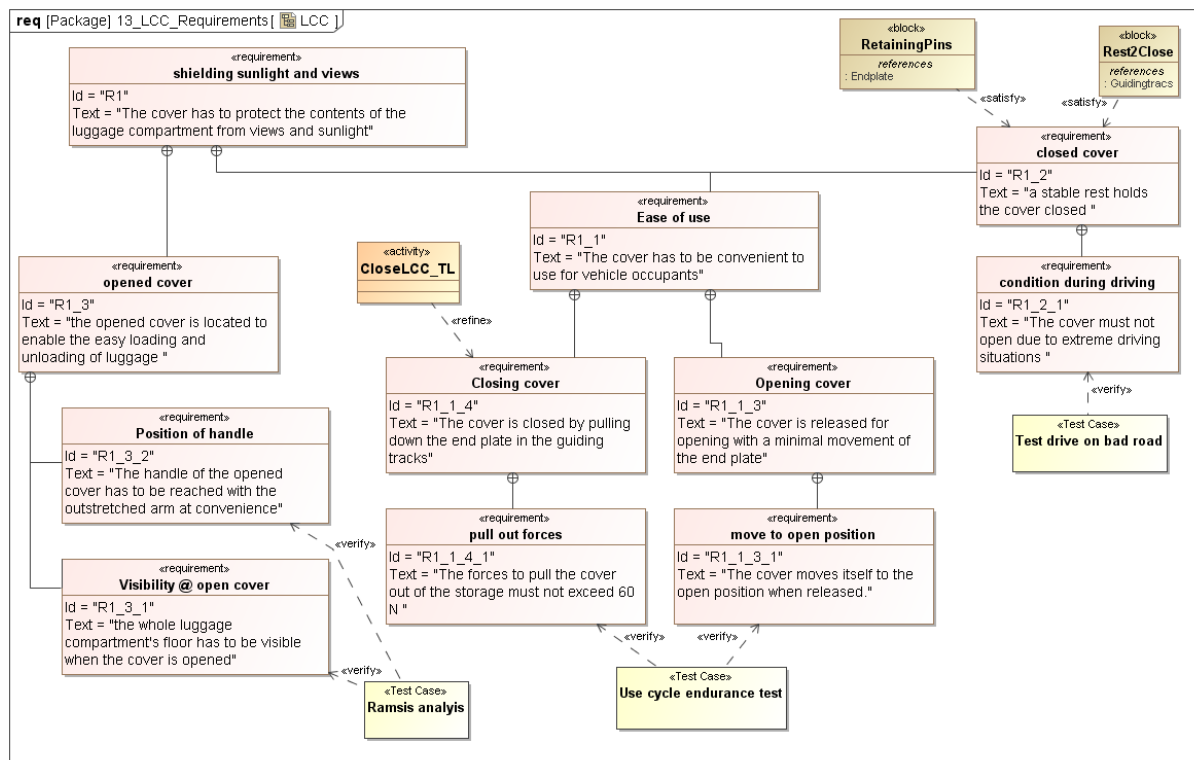 req [Package] 13_LCC_Requirements[ LCC ]
«requirement»
shielding sunlight and views
Id = "R1"
Text = "The cover has to protect the contents of the
luggage compartment from views and sunlight"
«block»
RetainingPins
references
: Endplate
«block»
Rest2Close
references
: Guidingtracs
«satisfy»
«satisfy»
«requirement»
closed cover
Id = "R1_2"
Text = "a stable rest holds
the cover closed "
«requirement»
Ease of use
Id = "R1_1"
Text = "The cover has to be convenient to
use for vehicle occupants"
«requirement»
opened cover
Id = "R1_3"
Text = "the opened cover is located to
enable the easy loading and
unloading of luggage "
«activity»
CloseLCC_TL
«refine»
«requirement»
condition during driving
Id = "R1_2_1"
Text = "The cover must not
open due to extreme driving
situations "
«requirement»
Closing cover
Id = "R1_1_4"
Text = "The cover is closed by pulling
down the end plate in the guiding
tracks"
«requirement»
Opening cover
Id = "R1_1_3"
Text = "The cover is released for
opening with a minimal movement of
the end plate"
«verify»
«Test Case»
Test drive on bad road
«requirement»
Position of handle
Id = "R1_3_2"
Text = "The handle of the opened
cover has to be reached with the
outstretched arm at convenience"
«requirement»
pull out forces
Id = "R1_1_4_1"
Text = "The forces to pull the cover
out of the storage must not exceed 60
N "
«requirement»
move to open position
Id = "R1_1_3_1"
Text = "The cover moves itself to the
open position when released."
«verify»
«requirement»
Visibility @ open cover
Id = "R1_3_1"
Text = "the whole luggage
compartment's floor has to be visible
when the cover is opened"
«verify»
«verify»
«verify»
«Test Case»
Ramsis analyis
«Test Case»
Use cycle endurance test